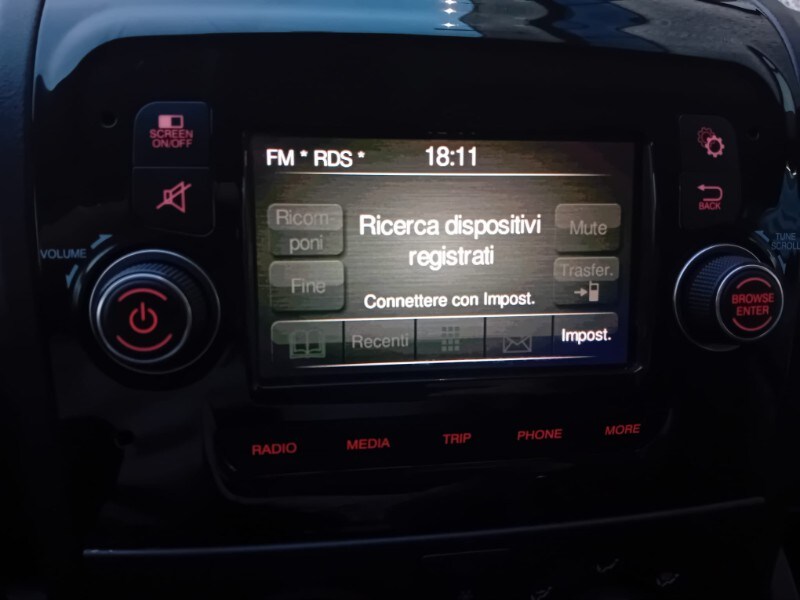 SCREEN
ON/OFF
FM * RDS *
18:11
BACK
Ricom-
poni
Ricerca dispositivi
registrati
Mute
VOLUME
TUNE
SCROLL
Fine
Trasfer.
Connettere con Impost.
BROWSE
ENTER
Recenti
Impost.
RADIO
MEDIA
TRIP
PHONE
MORE